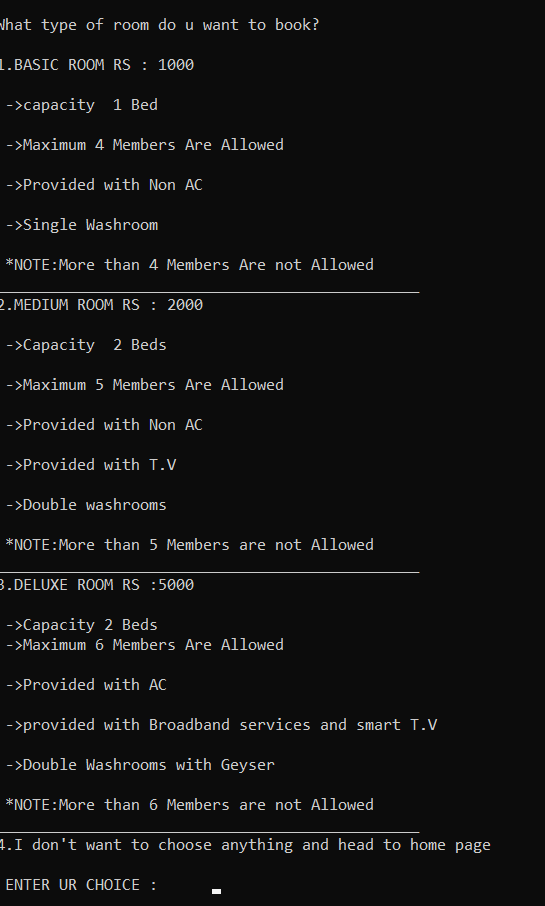 What type of room do u want to book?
1.BASIC ROOM RS : 1000
->capacity  1 Bed
->Maximum 4 Members Are Allowed
->Provided with Non AC
->Single Washroom
*NOTE:More than 4 Members Are not Allowed
2.MEDIUM ROOM RS : 2000
->Capacity  2 Beds
->Maximum 5 Members Are Allowed
->Provided with Non AC
->Provided with T.V
->Double washrooms
*NOTE:More than 5 Members are not Allowed
3.DELUXE ROOM RS :5000
->Capacity 2 Beds
->Maximum 6 Members Are Allowed
->Provided with AC
->provided with Broadband services and smart T.V
->Double Washrooms with Geyser
*NOTE:More than 6 Members are not Allowed
4.I don't want to choose anything and head to home page
ENTER UR CHOICE :